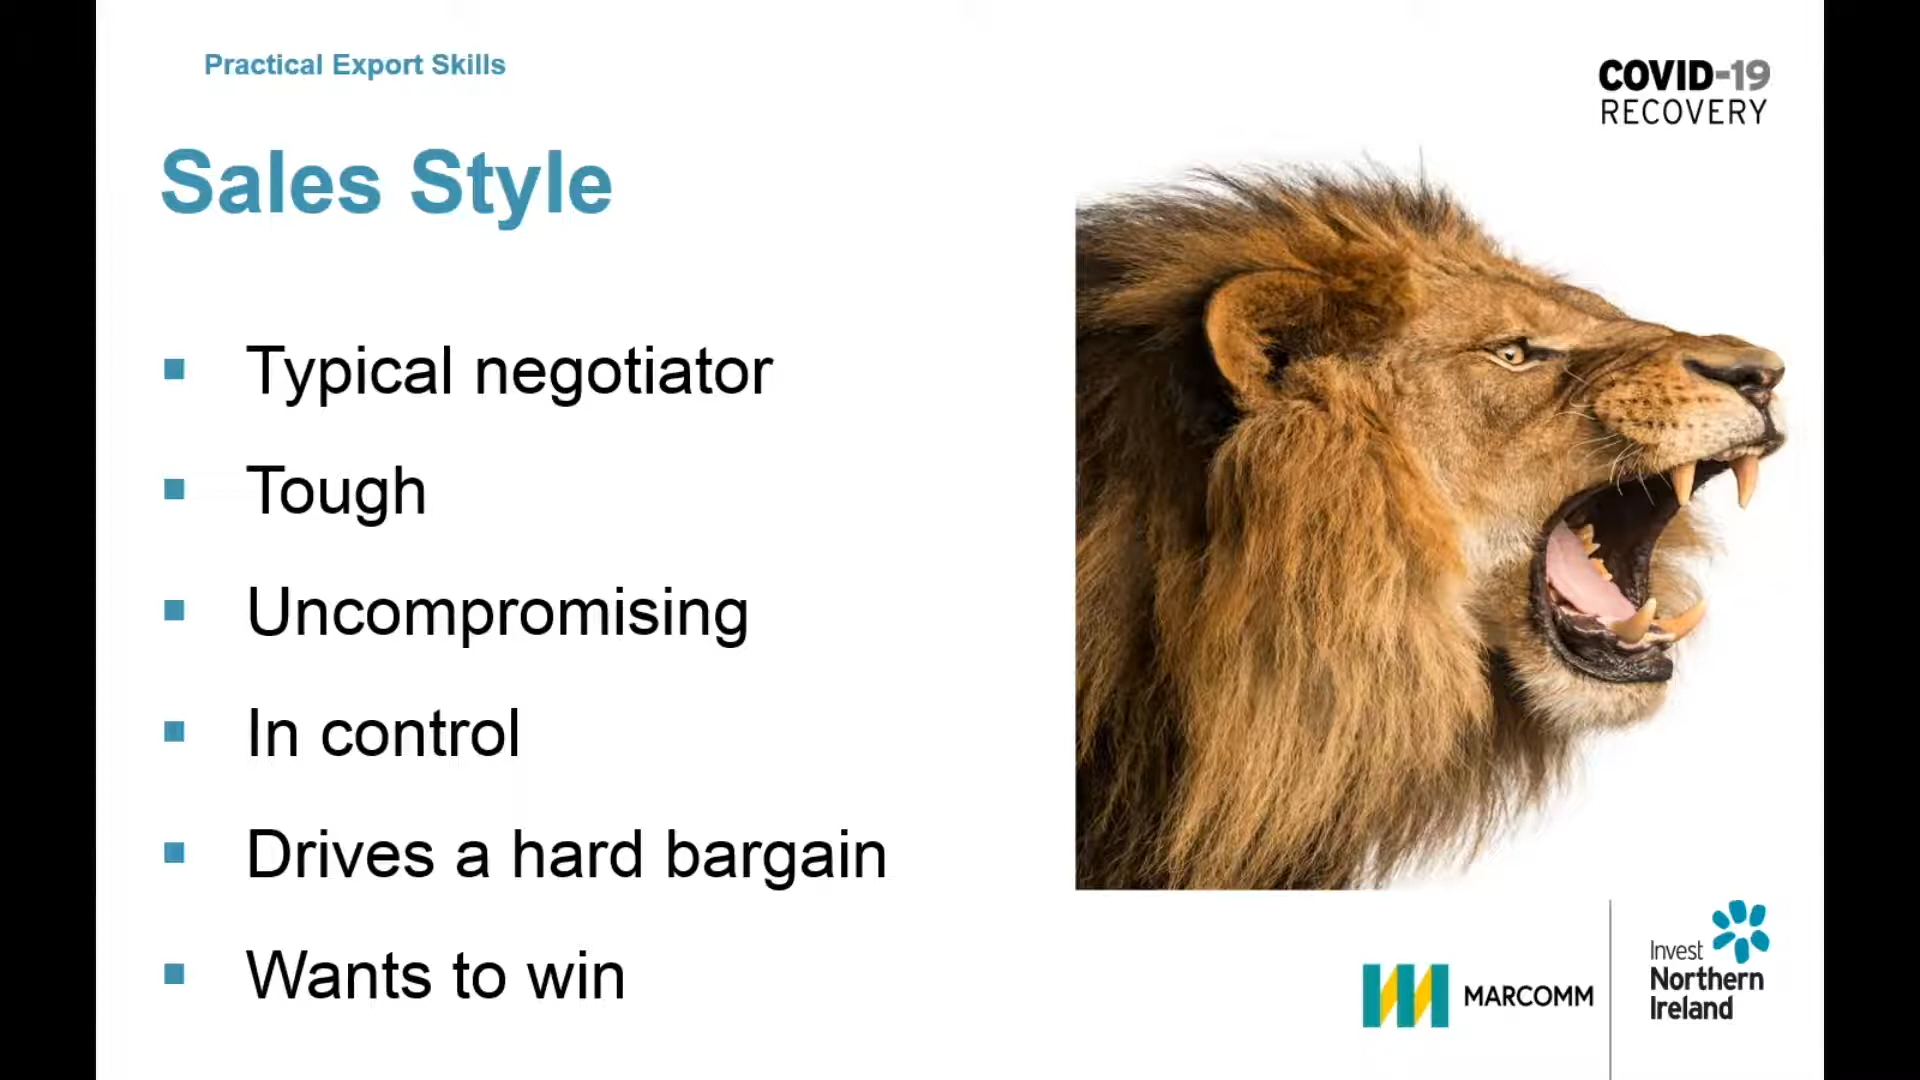 Practical Export Skills
COVID-19
RECOVERY
Sales Style
Typical negotiator
Tough
Uncompromising
In control
Drives a hard bargain
Wants to win
MARCOMM
Invest
Northern
Ireland